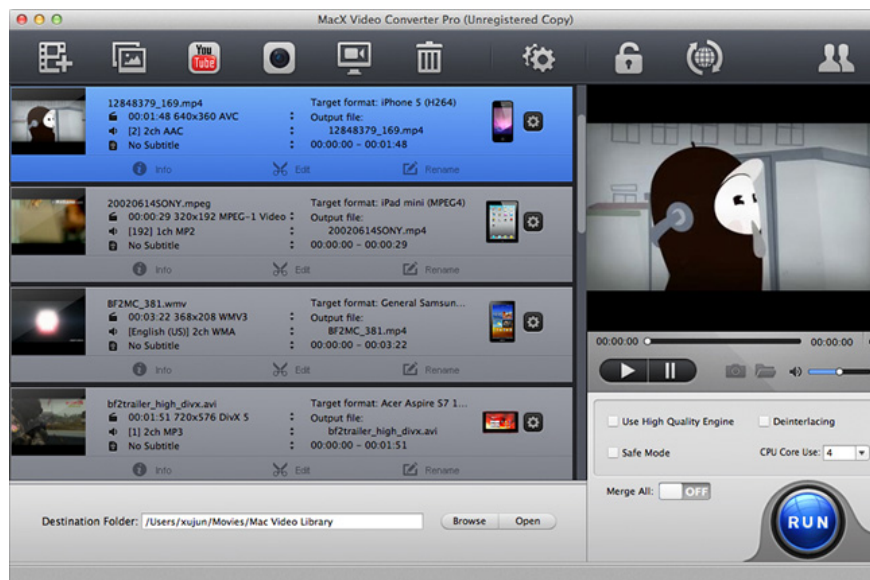 MacX Video Converter Pro (Unregistered Copy)
You
Tube
12848379_169.mp4
00:01:48 640x360 AVC
[2] 2ch AAC
No Subtitle
Target format: iPhone 5 (H264)
Output file:
12848379_169.mp4
00:00:00 - 00:01:48
Info
Edit
Rename
20020614SONY.mpeg
00:00:29 320x192 MPEG-1 Video
[192] 1ch MP2
No Subtitle
Target format: iPad mini (MPEG4)
Output file:
20020614SONY.mp4
00:00:00 - 00:00:29
Info
Edit
Rename
BF2MC_381.wmv
00:03:22 368x208 WMV3
[English (US)] 2ch WMA
No Subtitle
Target format: General Samsun...
Output file:
BF2MC_381.mp4
00:00:00 - 00:03:22
Info
Edit
Rename
bf2trailer_high_divx.avi
00:01:51 720x576 DivX 5
[1] 2ch MP3
No Subtitle
Target format: Acer Aspire S7 1...
Output file:
bf2trailer_high_divx.avi
00:00:00 - 00:01:51
Info
Edit
Rename
00:00:00
00:00:00
Use High Quality Engine
Deinterlacing
Safe Mode
CPU Core Use: 4
Merge All: OFF
RUN
Destination Folder: /Users/xujun/Movies/Mac Video Library
Browse
Open